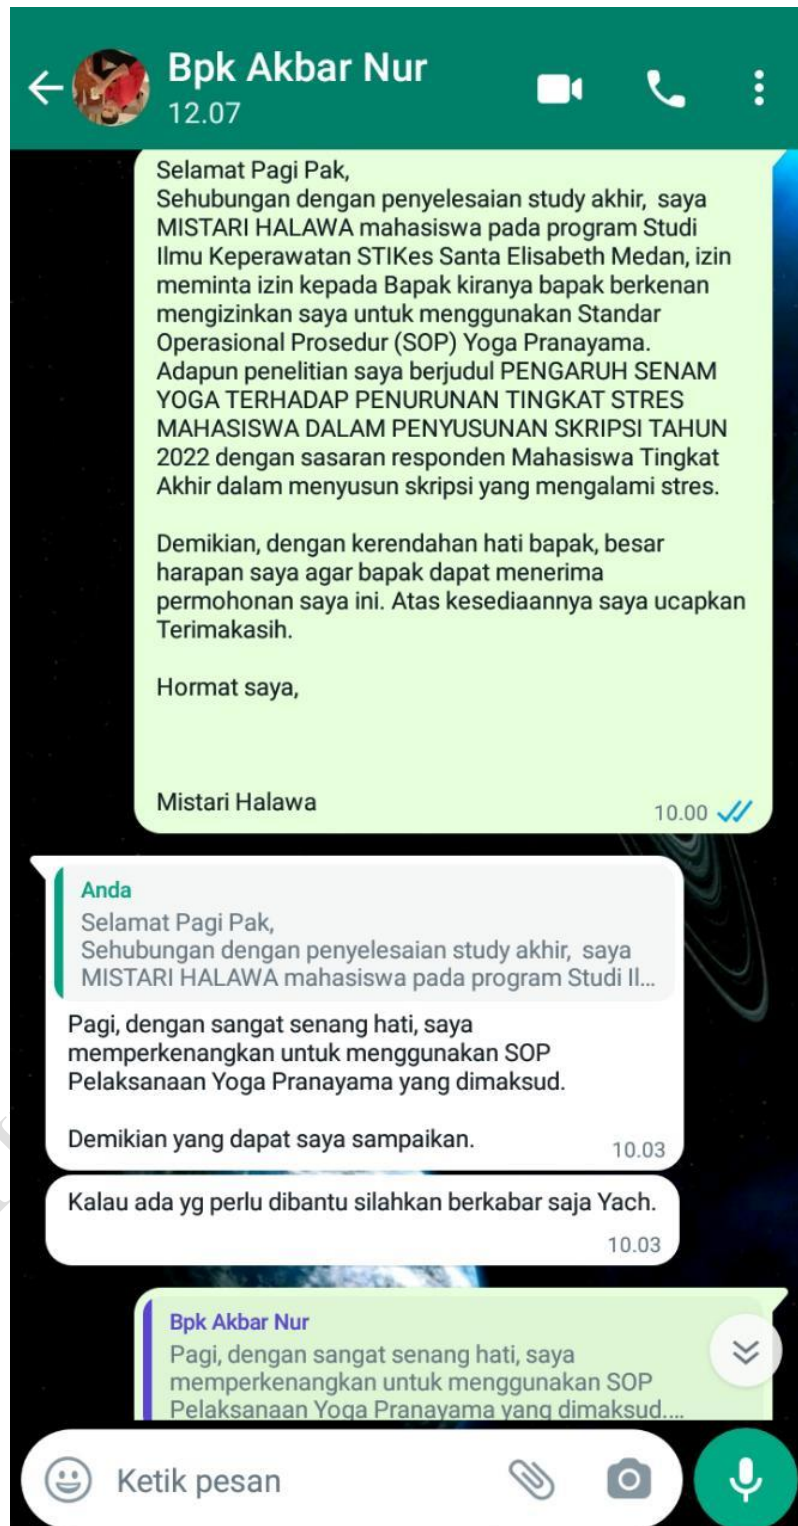 Bpk Akbar Nur
12.07
Selamat Pagi Pak,
Sehubungan dengan penyelesaian study akhir, saya
MISTARI HALAWA mahasiswa pada program Studi
Ilmu Keperawatan STIKes Santa Elisabeth Medan, izin
meminta izin kepada Bapak kiranya bapak berkenan
mengizinkan saya untuk menggunakan Standar
Operasional Prosedur (SOP) Yoga Pranayama.
Adapun penelitian saya berjudul PENGARUH SENAM
YOGA TERHADAP PENURUNAN TINGKAT STRES
MAHASISWA DALAM PENYUSUNAN SKRIPSI TAHUN
2022 dengan sasaran responden Mahasiswa Tingkat
Akhir dalam menyusun skripsi yang mengalami stres.
Demikian, dengan kerendahan hati bapak, besar
harapan saya agar bapak dapat menerima
permohonan saya ini. Atas kesediaannya saya ucapkan
Terimakasih.
Hormat saya,
Mistari Halawa
10.00
Anda
Selamat Pagi Pak,
Sehubungan dengan penyelesaian study akhir, saya
MISTARI HALAWA mahasiswa pada program Studi Il...
Pagi, dengan sangat senang hati, saya
memperkenangkan untuk menggunakan SOP
Pelaksanaan Yoga Pranayama yang dimaksud.
Demikian yang dapat saya sampaikan.
10.03
Kalau ada yg perlu dibantu silahkan berkabar saja Yach.
10.03
Bpk Akbar Nur
Pagi, dengan sangat senang hati, saya
memperkenangkan untuk menggunakan SOP
Pelaksanaan Yoga Pranayama yang dimaksud....
Ketik pesan